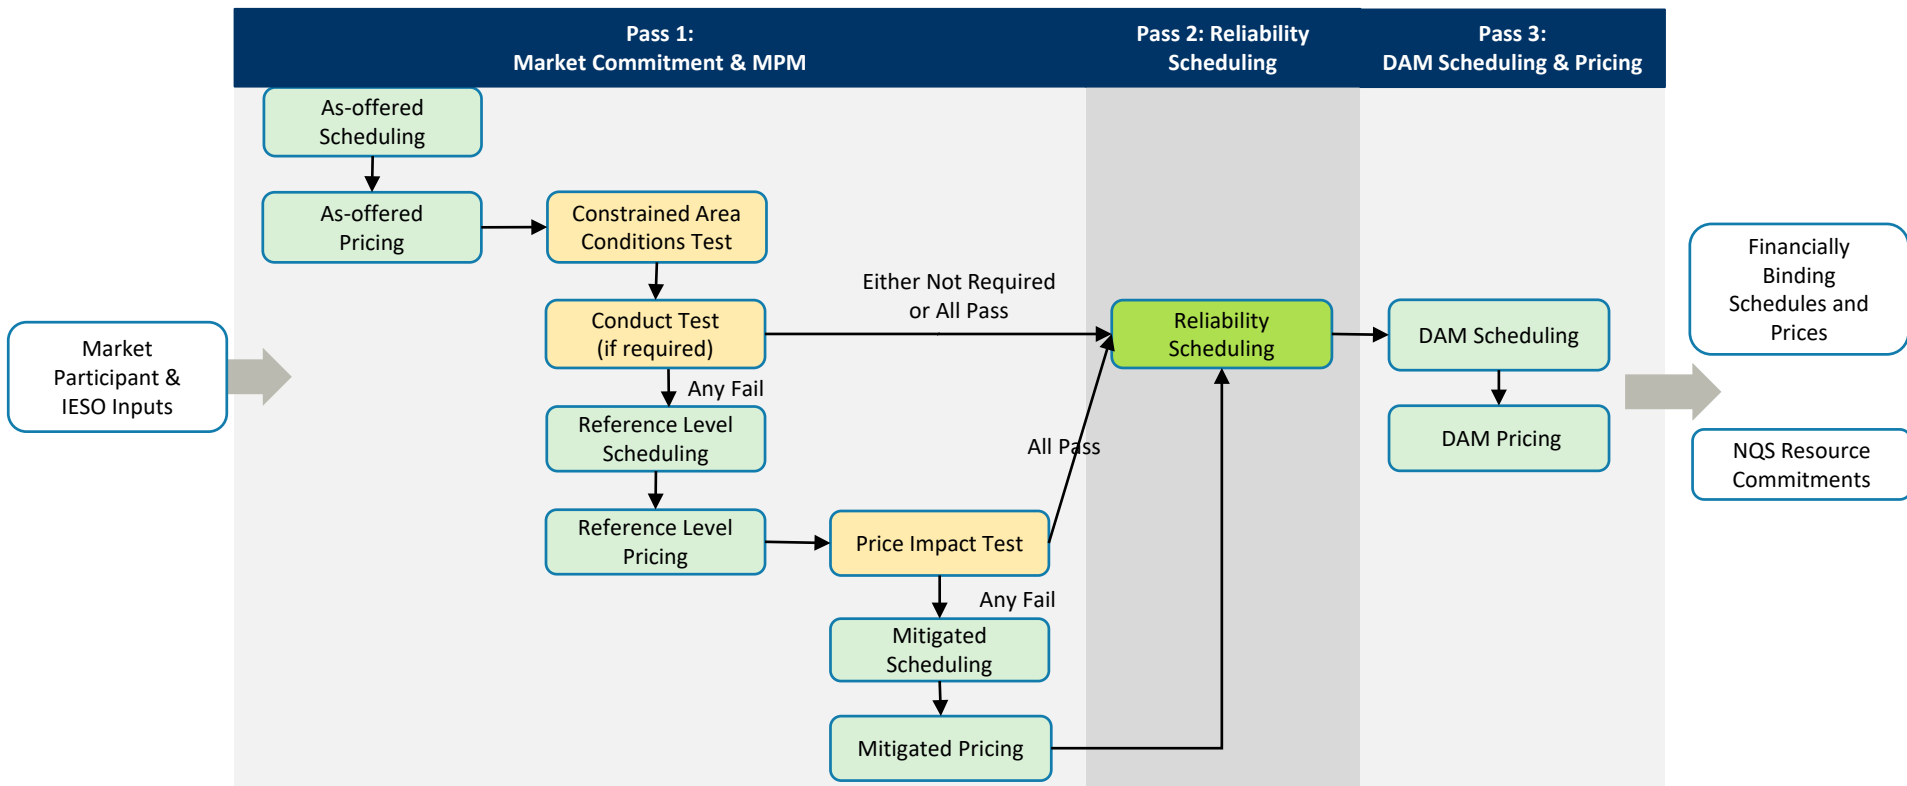 Pass 1:
Market Commitment & MPM
Pass 2: Reliability
Scheduling
Pass 3:
DAM Scheduling & Pricing
Market
Participant &
IESO Inputs
As-offered
Scheduling
As-offered
Pricing
Constrained Area
Conditions Test
Conduct Test
(if required)
Either Not Required
or All Pass
Any Fail
Reference Level
Scheduling
Reference Level
Pricing
Price Impact Test
All Pass
Any Fail
Mitigated
Scheduling
Mitigated Pricing
Reliability
Scheduling
DAM Scheduling
DAM Pricing
Financially
Binding
Schedules and
Prices
NQS Resource
Commitments